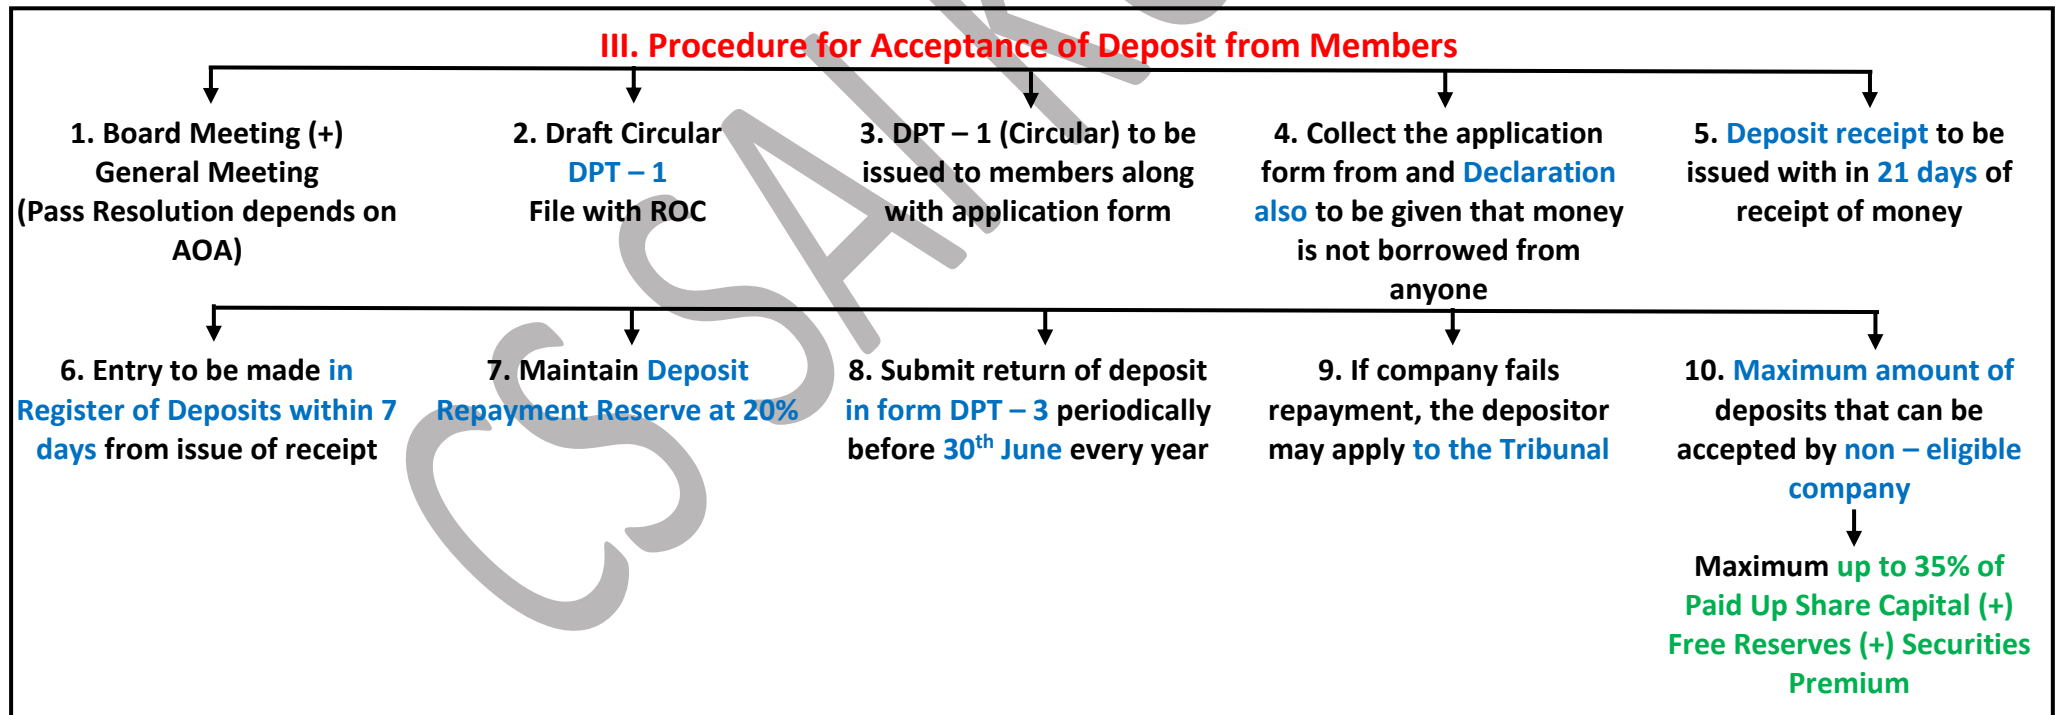 III. Procedure for Acceptance of Deposit from Members
1. Board Meeting (+)
General Meeting
(Pass Resolution depends on
AOA)
2. Draft Circular
DPT – 1
File with ROC
3. DPT – 1 (Circular) to be
issued to members along
with application form
4. Collect the application
form from and Declaration
also to be given that money
is not borrowed from
anyone
5. Deposit receipt to be
issued with in 21 days of
receipt of money
6. Entry to be made in
Register of Deposits within 7
days from issue of receipt
7. Maintain Deposit
Repayment Reserve at 20%
8. Submit return of deposit
in form DPT – 3 periodically
before 30th June every year
9. If company fails
repayment, the depositor
may apply to the Tribunal
10. Maximum amount of
deposits that can be
accepted by non – eligible
company
Maximum up to 35% of
Paid Up Share Capital (+)
Free Reserves (+) Securities
Premium
CS SAI